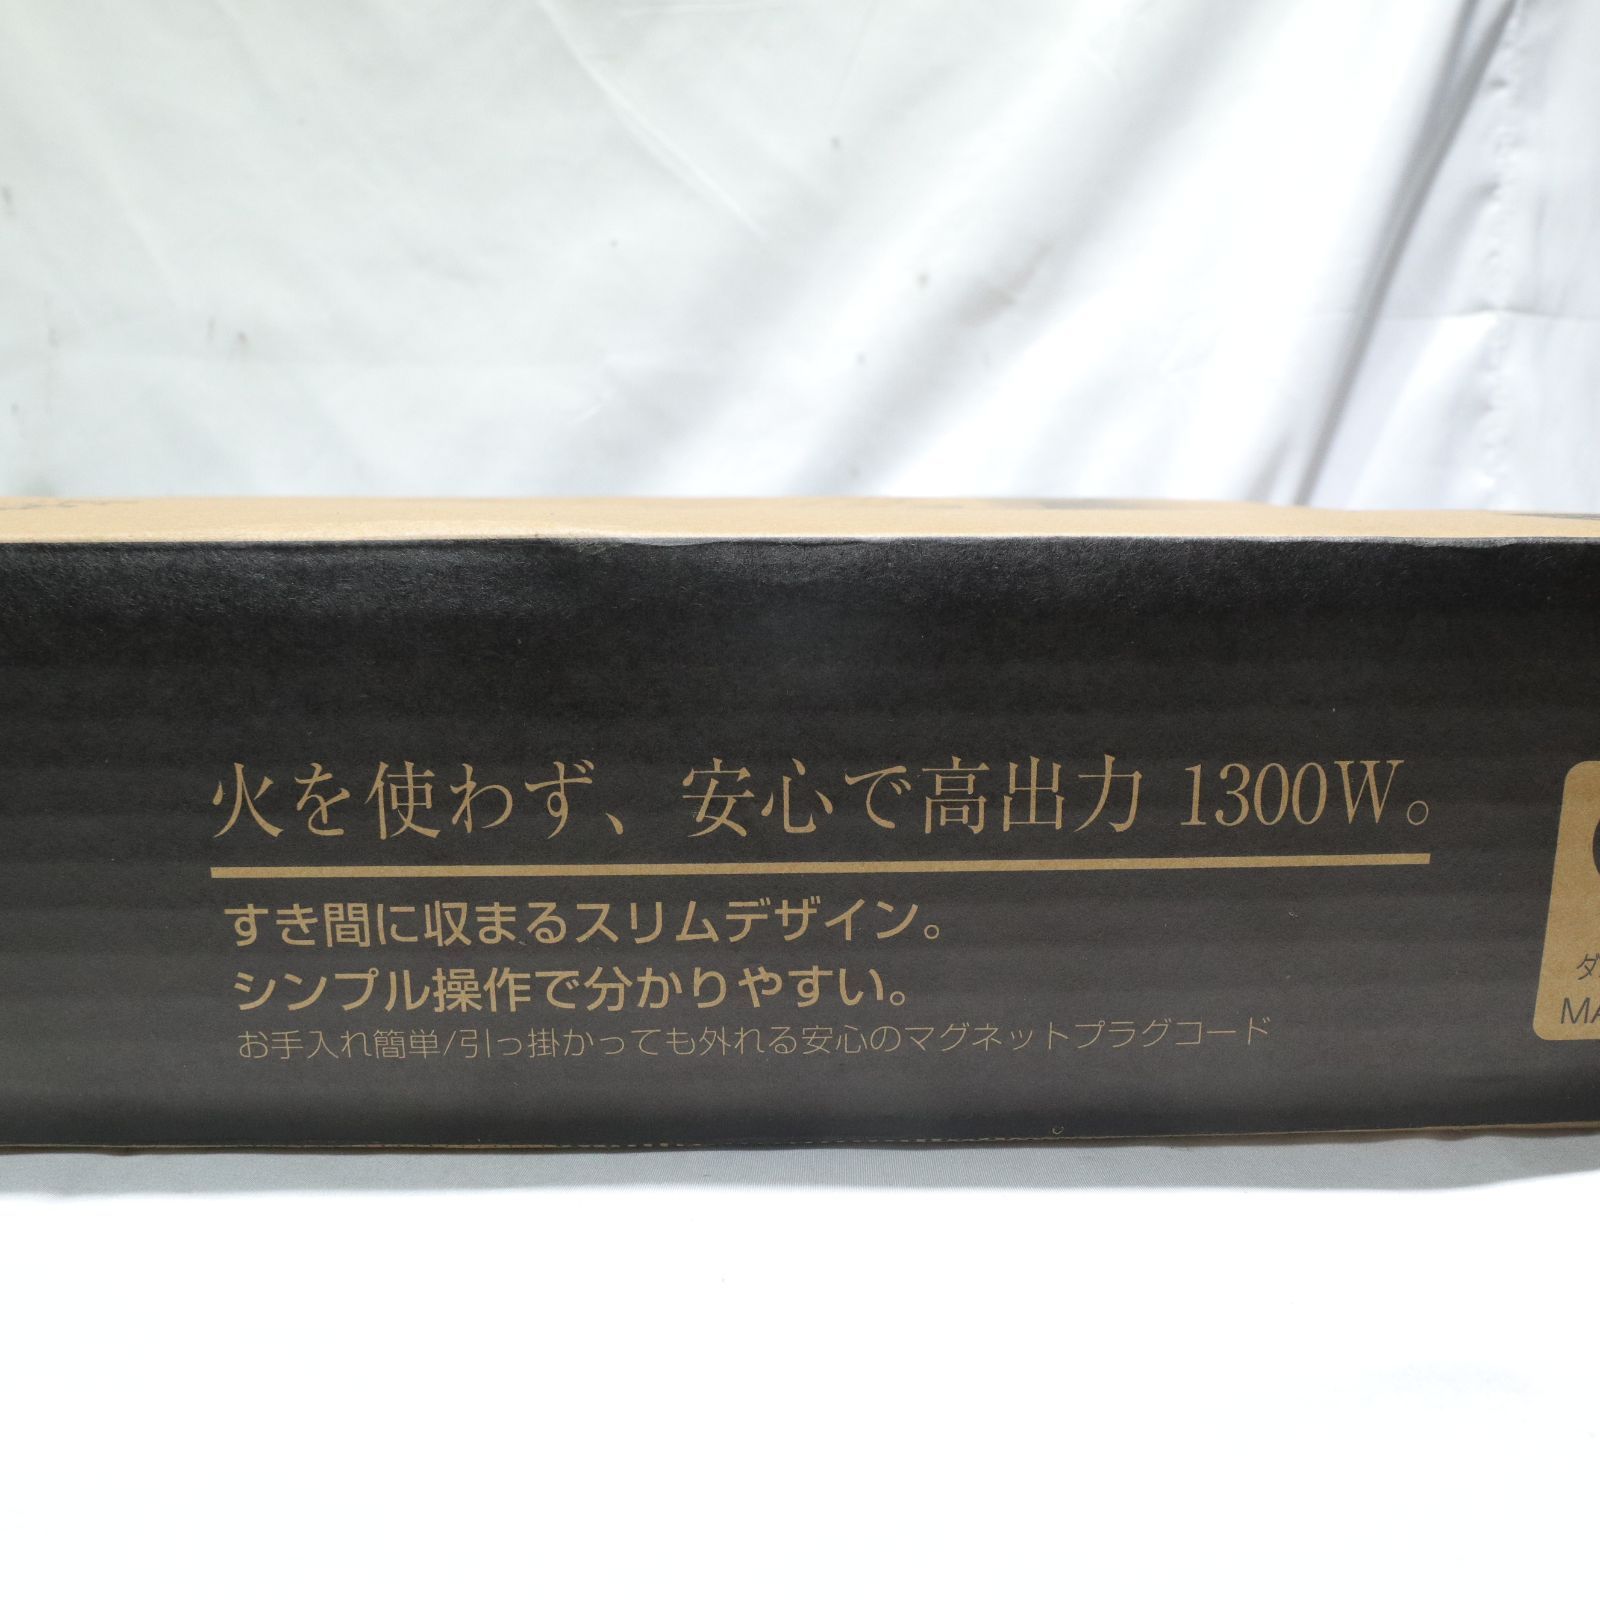 火を使わず、安心で高出力 1300W。
すき間に収まるスリムデザイン。
シンプル操作で分かりやすい。
お手入れ簡単/引っ掛かっても外れる安心のマグネットプラグコード
ダ
MA